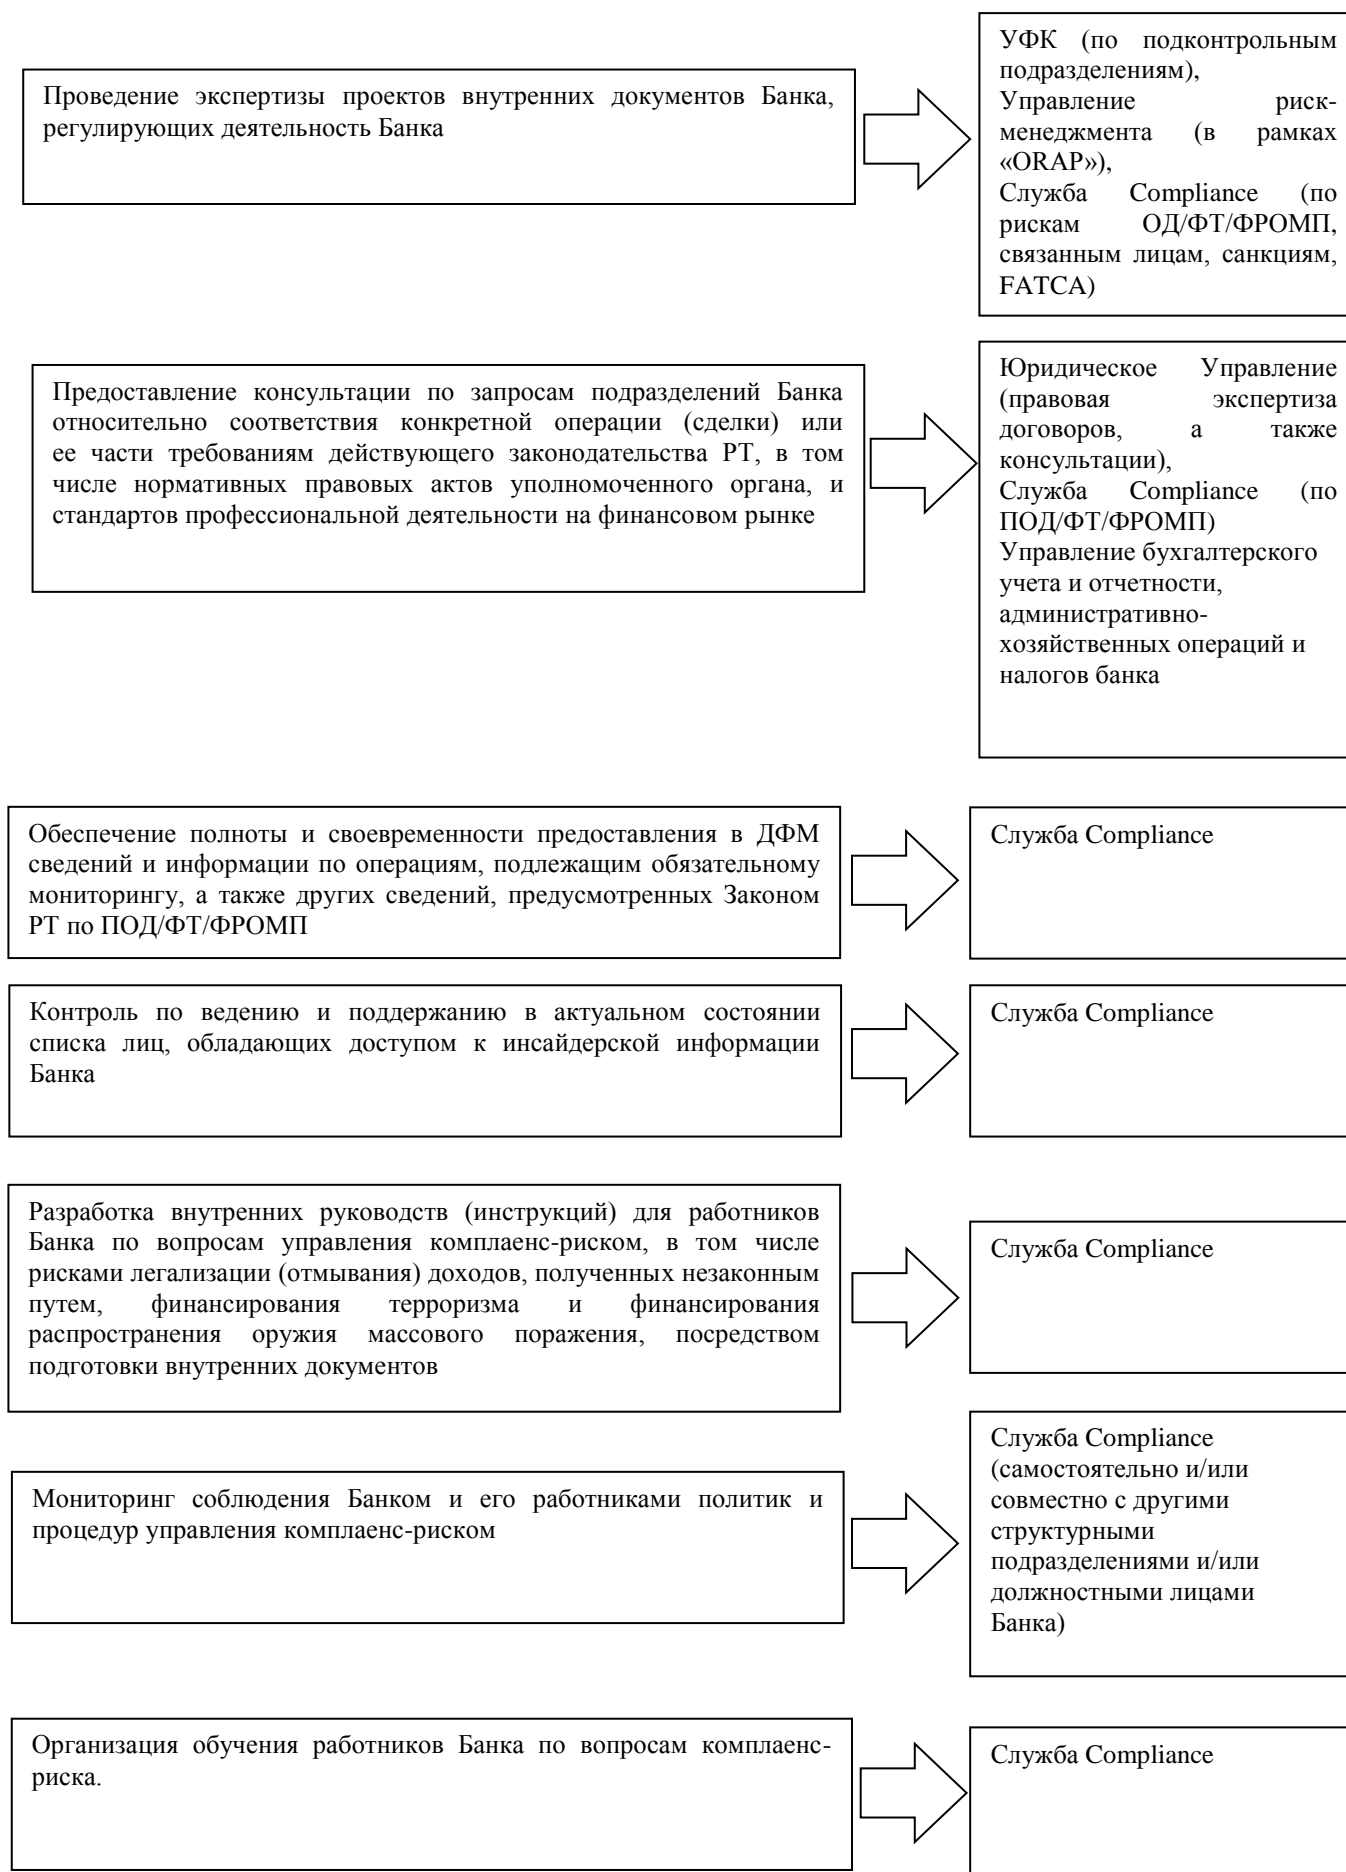 Проведение экспертизы проектов внутренних документов Банка,
регулирующих деятельность Банка
УФК (по подконтрольным
подразделениям),
Управление риск-
менеджмента (в рамках
«ORAP»),
Служба Compliance (по
рискам ОД/ФТ/ФРОМП,
связанным лицам, санкциям,
FATCA)
Предоставление консультации по запросам подразделений Банка
относительно соответствия конкретной операции (сделки) или
ее части требованиям действующего законодательства РТ, в том
числе нормативных правовых актов уполномоченного органа, и
стандартов профессиональной деятельности на финансовом рынке
Юридическое Управление
(правовая экспертиза
договоров, а также
консультации),
Служба Compliance (по
ПОД/ФТ/ФРОМП)
Управление бухгалтерского
учета и отчетности,
административно-
хозяйственных операций и
налогов банка
Обеспечение полноты и своевременности предоставления в ДФМ
сведений и информации по операциям, подлежащим обязательному
мониторингу, а также других сведений, предусмотренных Законом
РТ по ПОД/ФТ/ФРОМП
Служба Compliance
Контроль по ведению и поддержанию в актуальном состоянии
списка лиц, обладающих доступом к инсайдерской информации
Банка
Служба Compliance
Разработка внутренних руководств (инструкций) для работников
Банка по вопросам управления комплаенс-риском, в том числе
рисками легализации (отмывания) доходов, полученных незаконным
путем, финансирования терроризма и финансирования
распространения оружия массового поражения, посредством
подготовки внутренних документов
Служба Compliance
Мониторинг соблюдения Банком и его работниками политик и
процедур управления комплаенс-риском
Служба Compliance
(самостоятельно и/или
совместно с другими
структурными
подразделениями и/или
должностными лицами
Банка)
Организация обучения работников Банка по вопросам комплаенс-
риска.
Служба Compliance